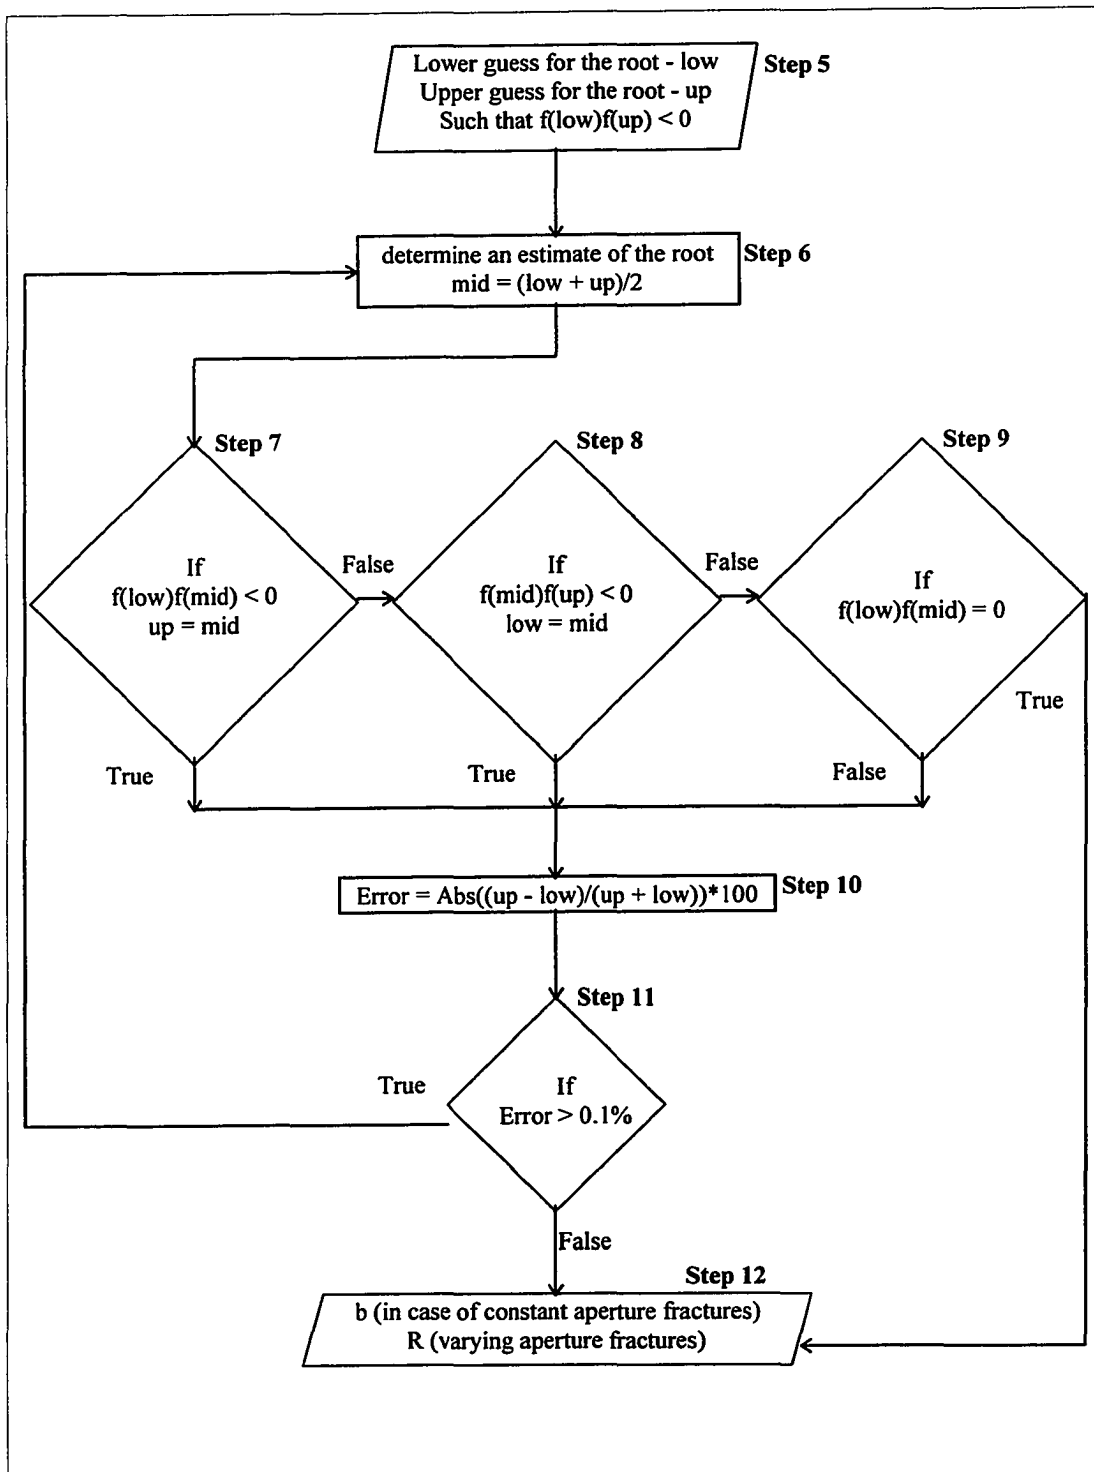 Lower guess for the root - low
Upper guess for the root - up
Such that f(low)f(up) < 0
Step 5
determine an estimate of the root
mid = (low + up)/2
Step 6
Step 7
If
f(low)f(mid) < 0
up = mid
False
True
Step 8
If
f(mid)f(up) < 0
low = mid
False
True
Step 9
If
f(low)f(mid) = 0
True
False
Error = Abs((up - low)/(up + low))*100
Step 10
Step 11
If
Error > 0.1%
True
False
Step 12
b (in case of constant aperture fractures)
R (varying aperture fractures)